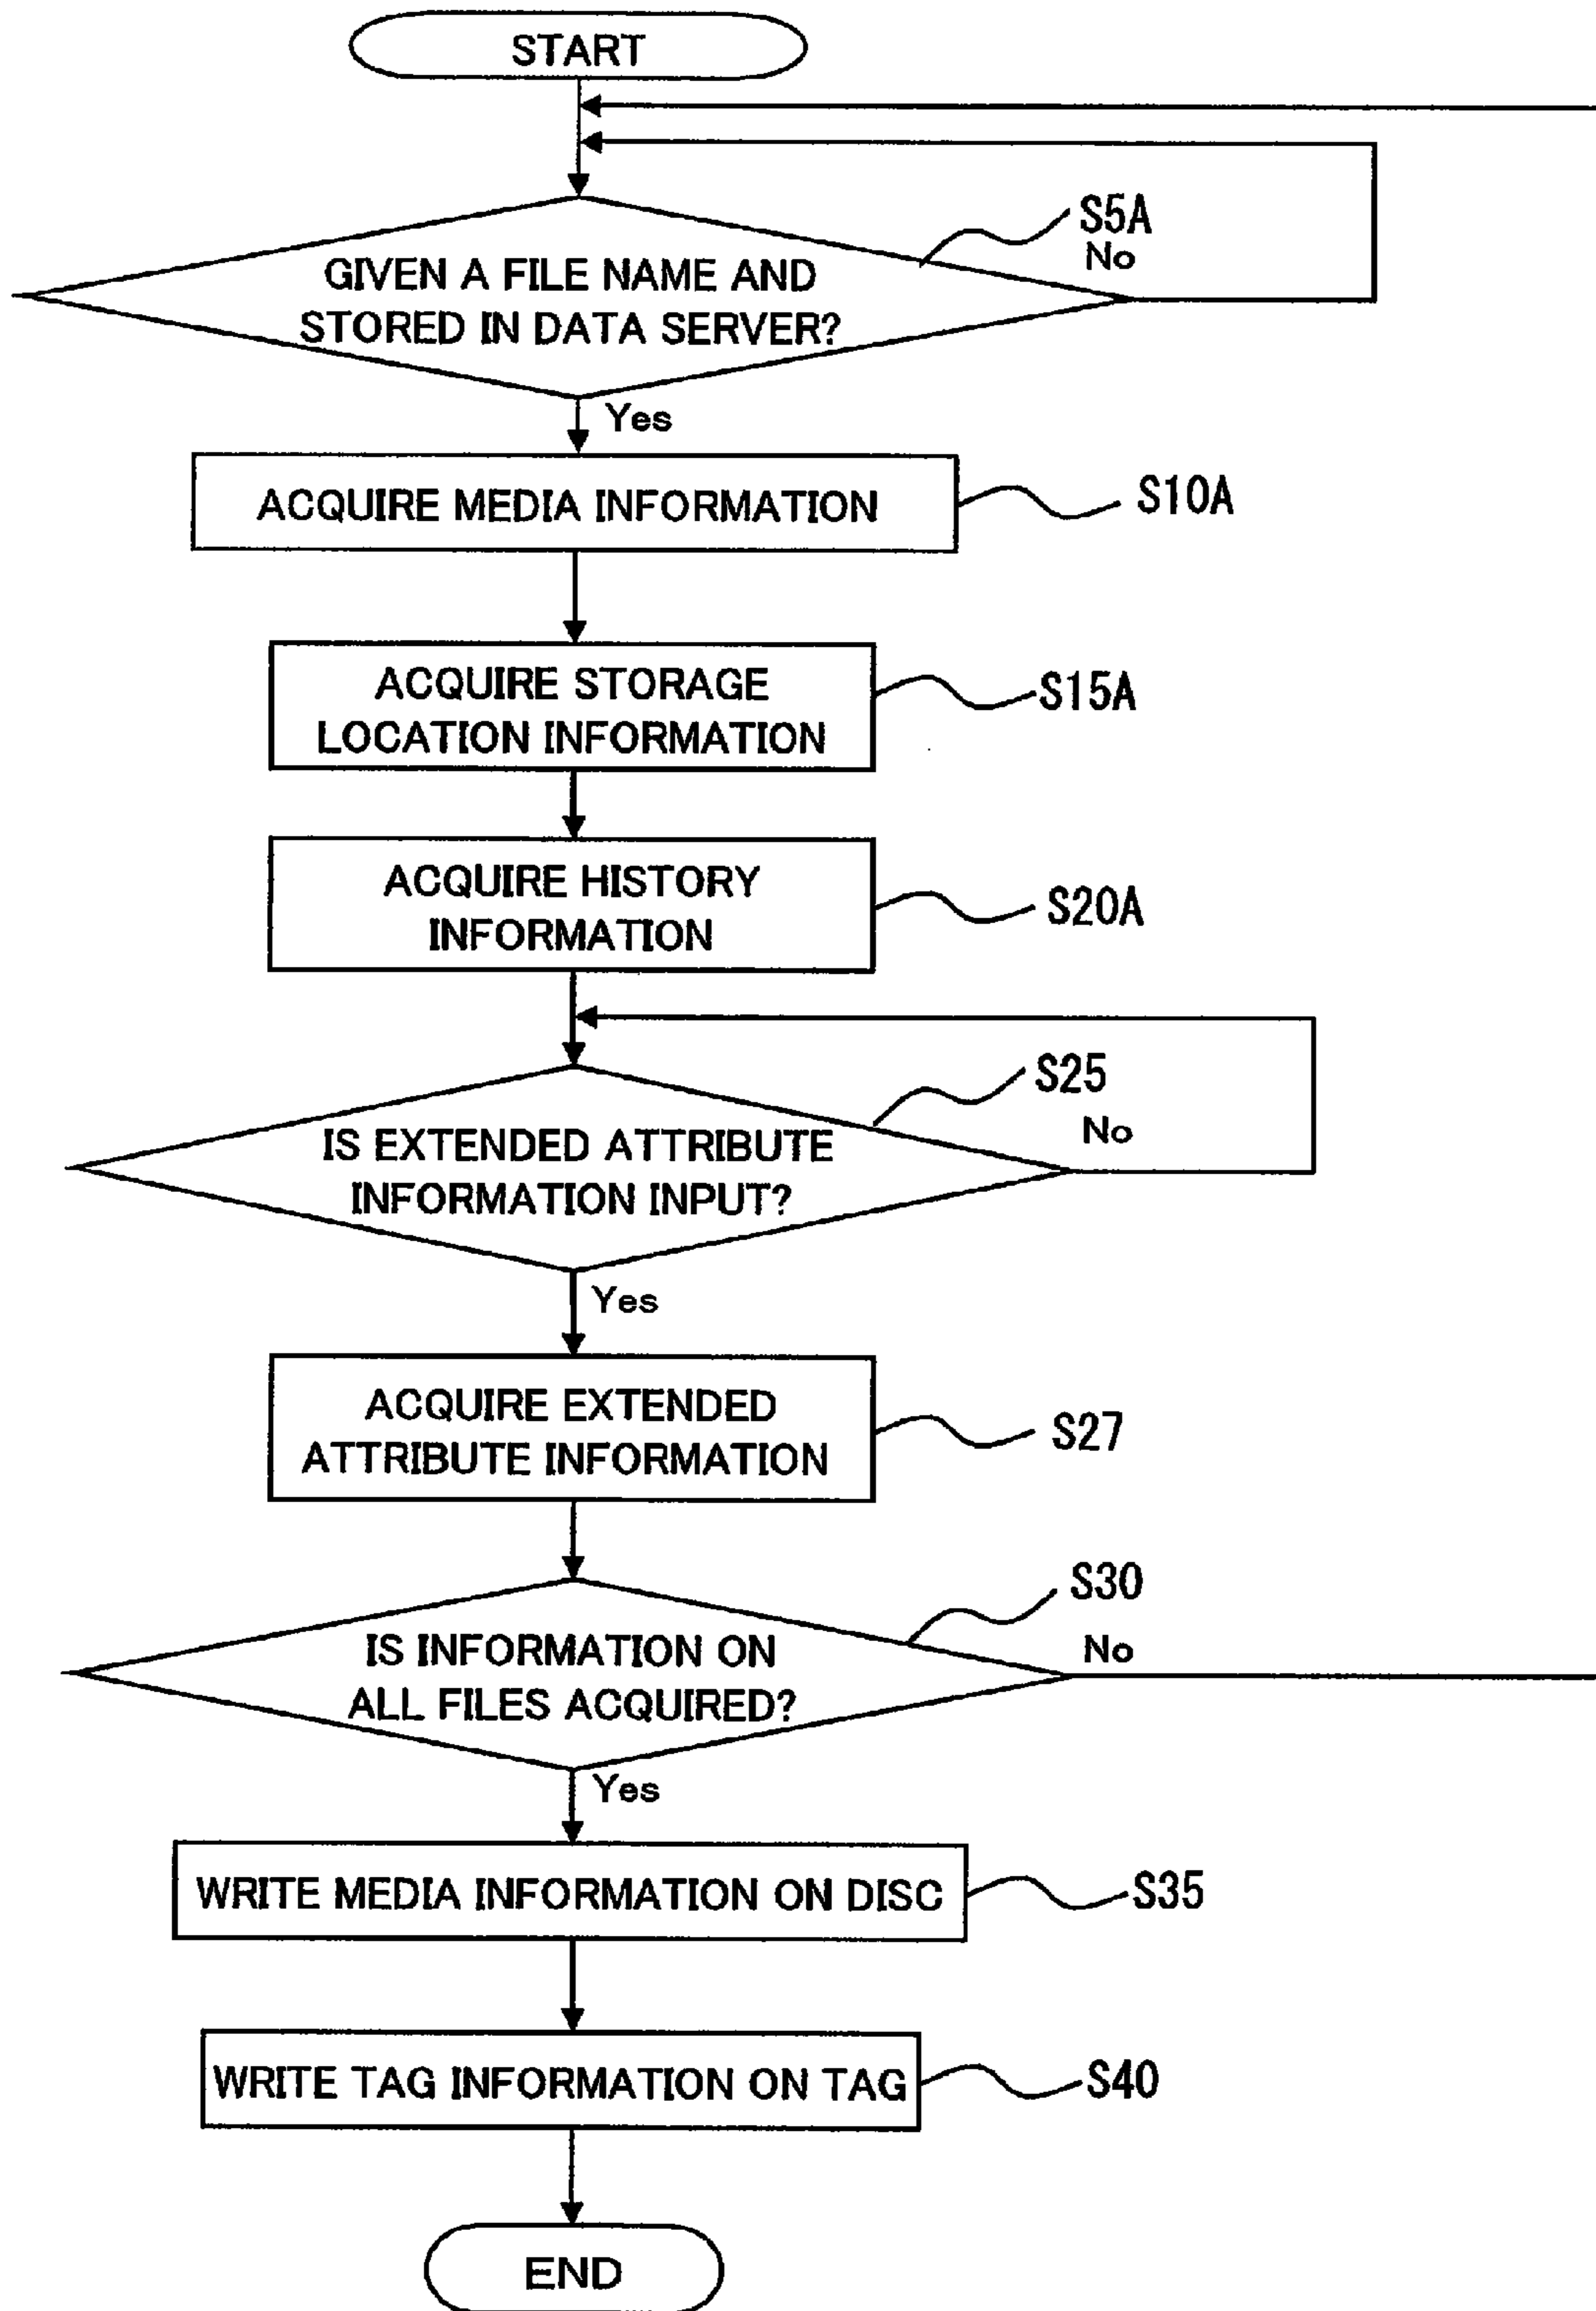 START
S5A
No
GIVEN A FILE NAME AND
STORED IN DATA SERVER?
Yes
ACQUIRE MEDIA INFORMATION
S10A
ACQUIRE STORAGE
LOCATION INFORMATION
S15A
ACQUIRE HISTORY
INFORMATION
S20A
S25
No
IS EXTENDED ATTRIBUTE
INFORMATION INPUT?
Yes
ACQUIRE EXTENDED
ATTRIBUTE INFORMATION
S27
S30
No
IS INFORMATION ON
ALL FILES ACQUIRED?
Yes
WRITE MEDIA INFORMATION ON DISC
S35
WRITE TAG INFORMATION ON TAG
S40
END